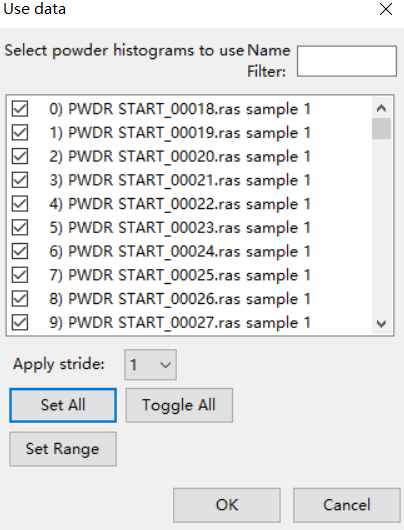 Use data
Select powder histograms to use Name
Filter:
0) PWDR START_00018.ras sample 1
1) PWDR START_00019.ras sample 1
2) PWDR START_00020.ras sample 1
3) PWDR START_00021.ras sample 1
4) PWDR START_00022.ras sample 1
5) PWDR START_00023.ras sample 1
6) PWDR START_00024.ras sample 1
7) PWDR START_00025.ras sample 1
8) PWDR START_00026.ras sample 1
9) PWDR START_00027.ras sample 1
Apply stride: 1
Set All Toggle All
Set Range
OK Cancel